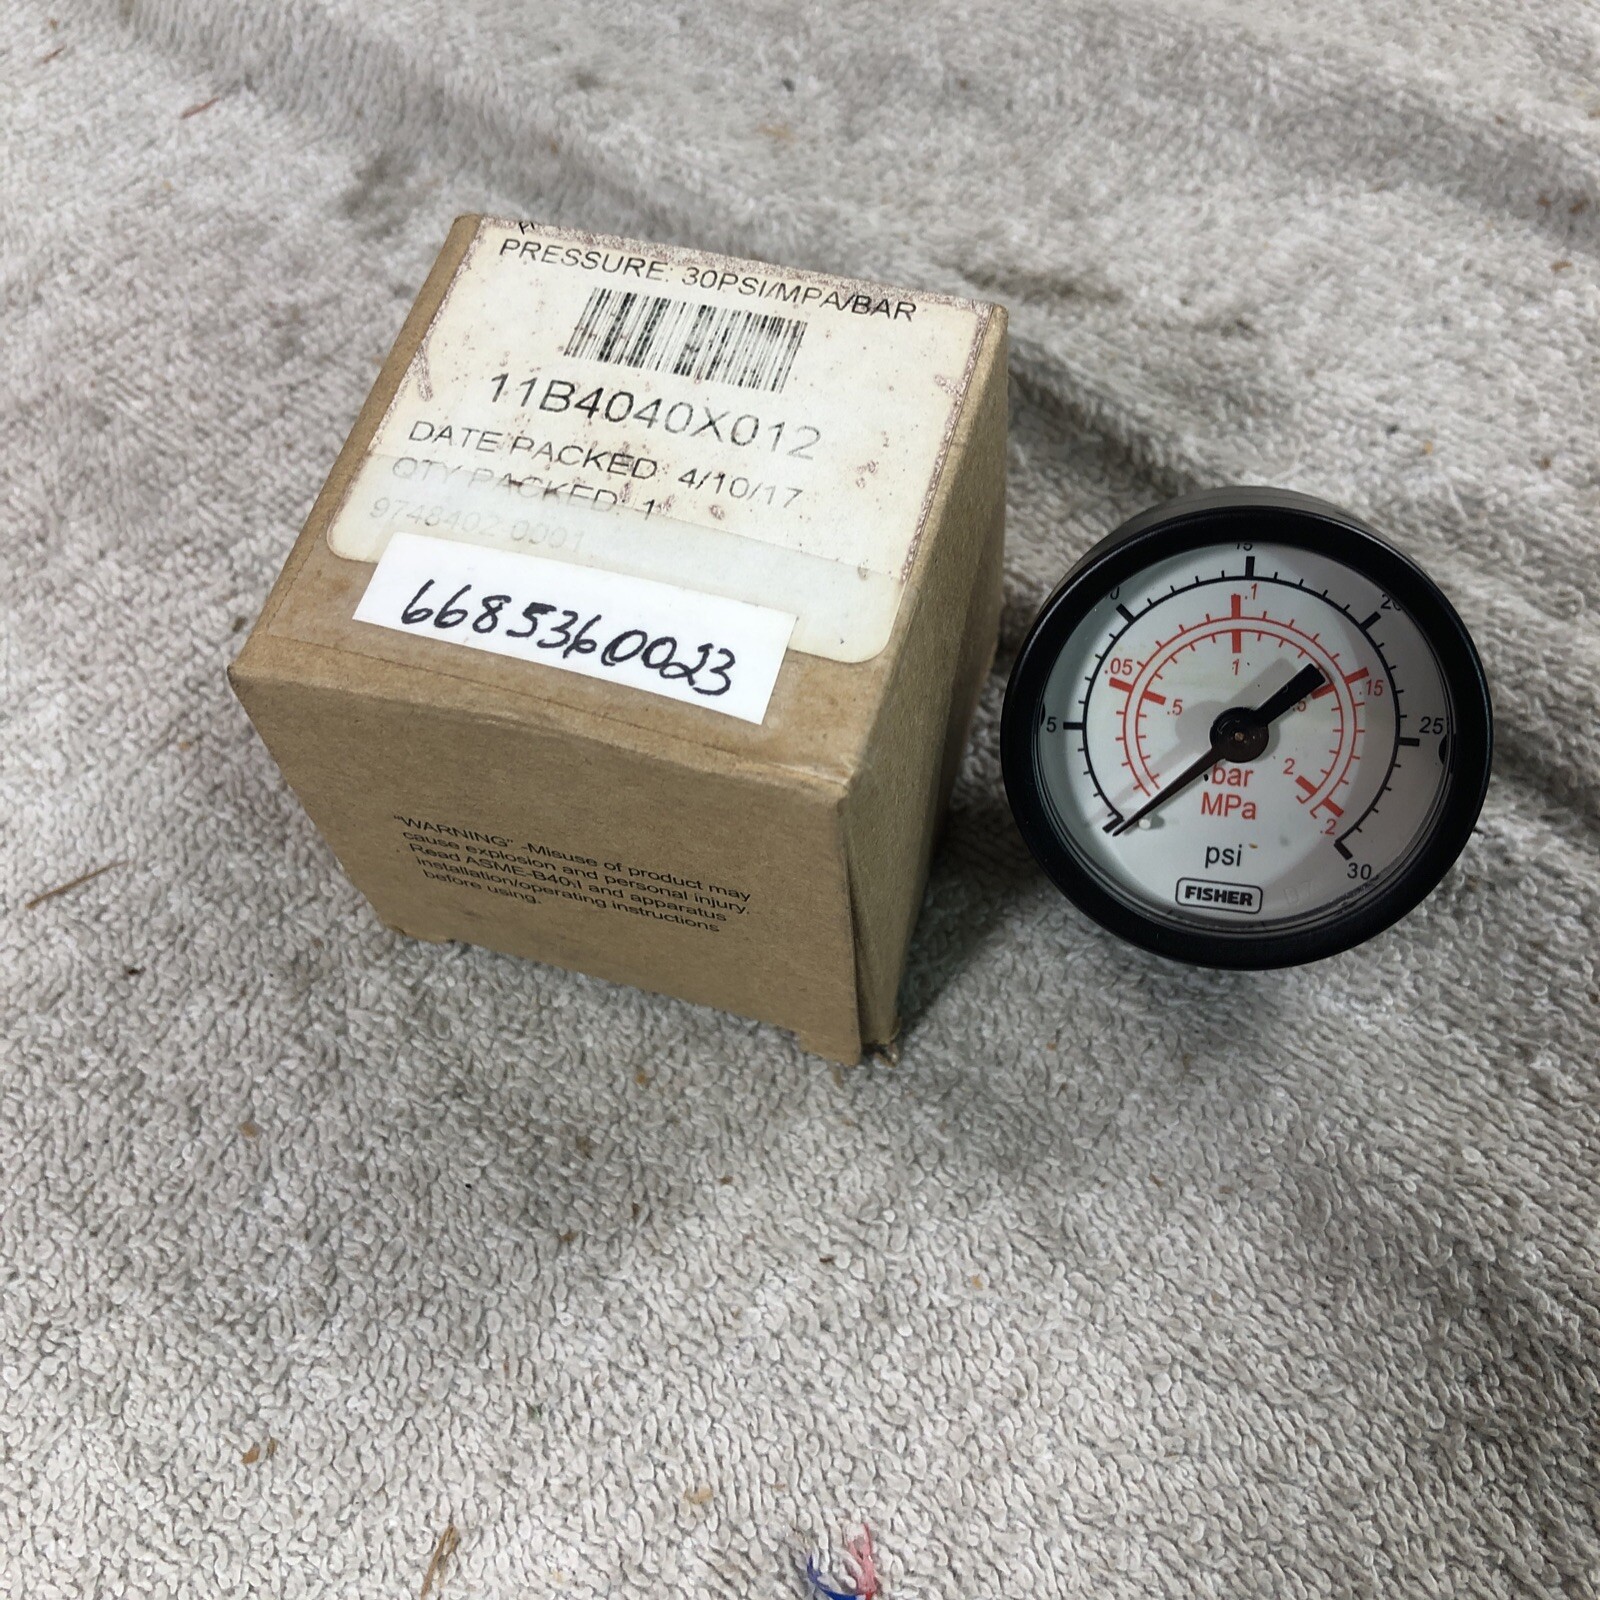 PRESSURE: 30PSI/MPA/BAR
11B4040X012
DATE PACKED: 4/10/17
QTY PACKED: 1
9748402 0001
6685360023
"WARNING" -Misuse of product may
cause explosion and personal injury.
Read ASME-B40.1 and apparatus
installation/operating instructions
before using.
15
20
.1
.05
1
.15
.5
5
25
2
bar
MPa
.2
psi
30
FISHER